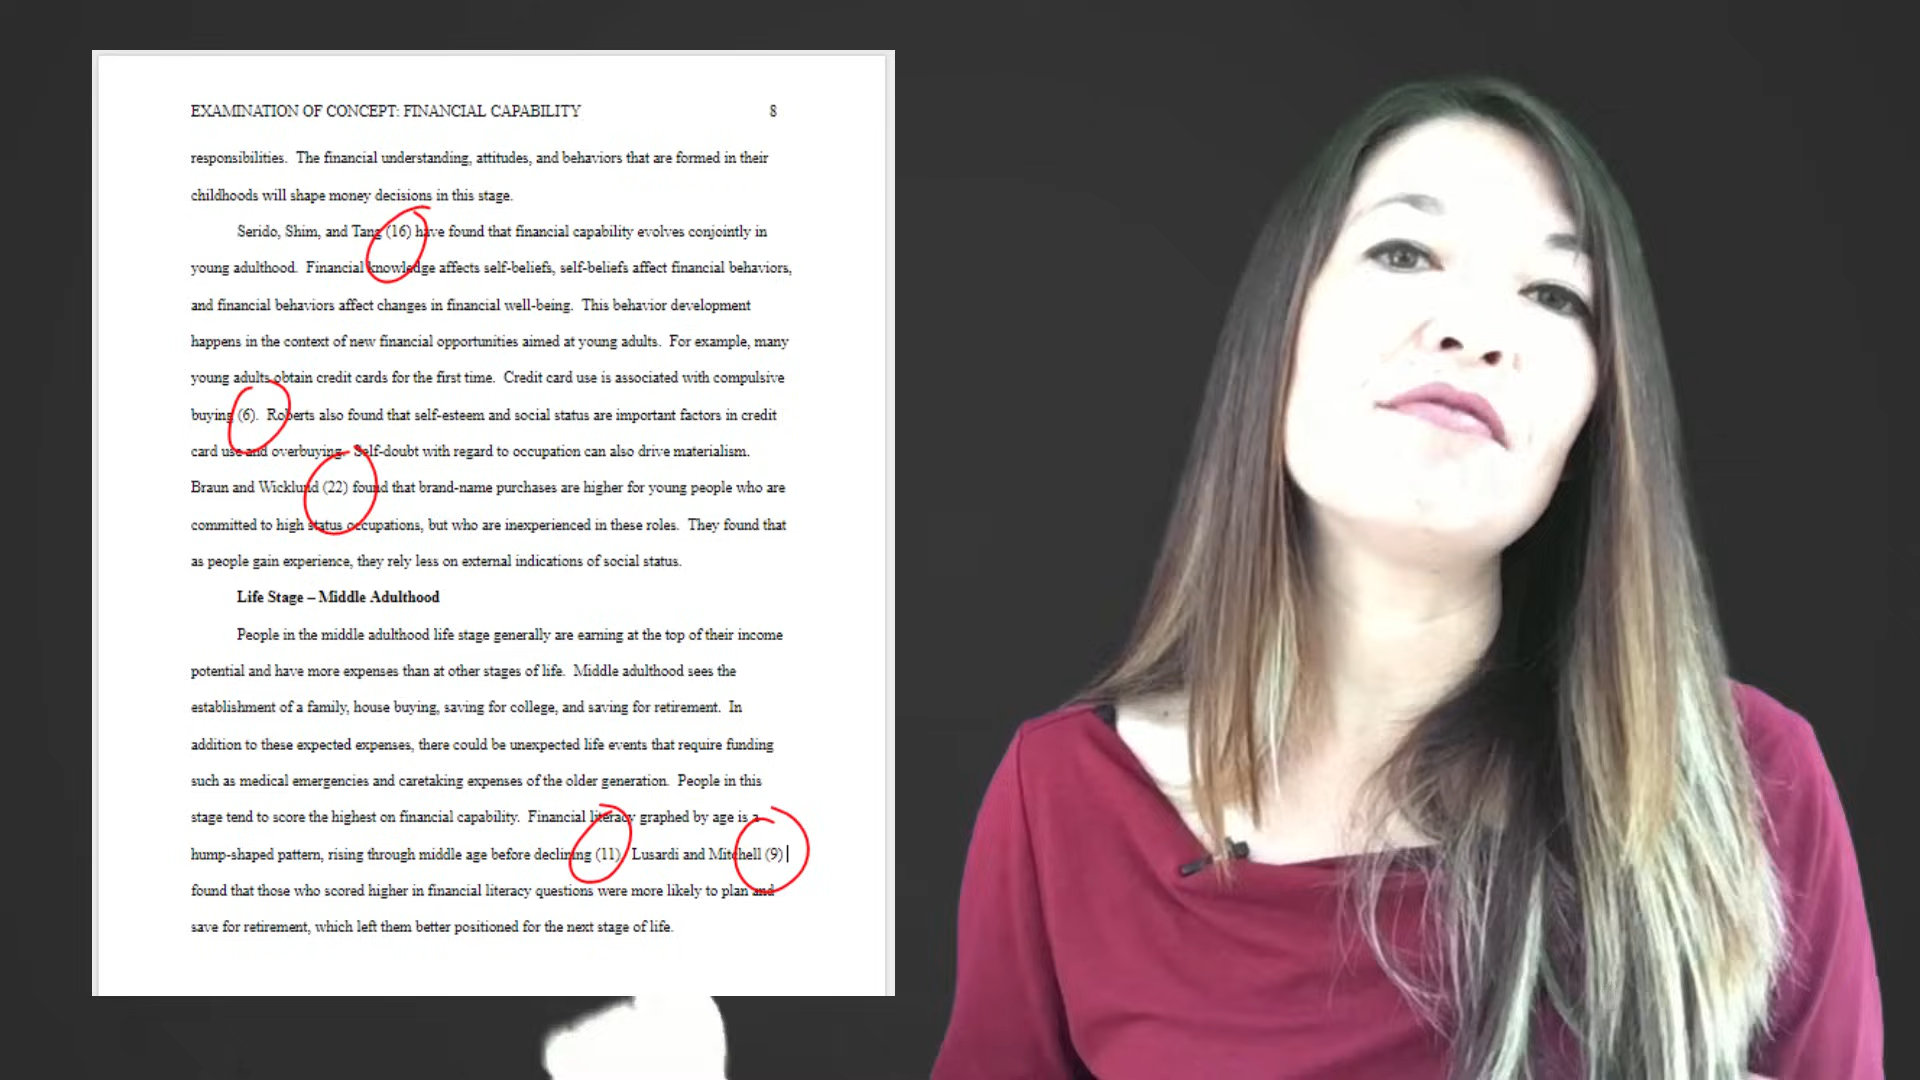 EXAMINATION OF CONCEPT: FINANCIAL CAPABILITY 8
responsibilities. The financial understanding, attitudes, and behaviors that are formed in their
childhoods will shape money decisions in this stage.
Serido, Shim, and Tang (16) have found that financial capability evolves conjointly in
young adulthood. Financial knowledge affects self-beliefs, self-beliefs affect financial behaviors,
and financial behaviors affect changes in financial well-being. This behavior development
happens in the context of new financial opportunities aimed at young adults. For example, many
young adults obtain credit cards for the first time. Credit card use is associated with compulsive
buying (6). Roberts also found that self-esteem and social status are important factors in credit
card use and overbuying. Self-doubt with regard to occupation can also drive materialism.
Braun and Wicklund (22) found that brand-name purchases are higher for young people who are
committed to high status occupations, but who are inexperienced in these roles. They found that
as people gain experience, they rely less on external indications of social status.
Life Stage – Middle Adulthood
People in the middle adulthood life stage generally are earning at the top of their income
potential and have more expenses than at other stages of life. Middle adulthood sees the
establishment of a family, house buying, saving for college, and saving for retirement. In
addition to these expected expenses, there could be unexpected life events that require funding
such as medical emergencies and caretaking expenses of the older generation. People in this
stage tend to score the highest on financial capability. Financial literacy graphed by age is a
hump-shaped pattern, rising through middle age before declining (11). Lusardi and Mitchell (9)
found that those who scored higher in financial literacy questions were more likely to plan and
save for retirement, which left them better positioned for the next stage of life.